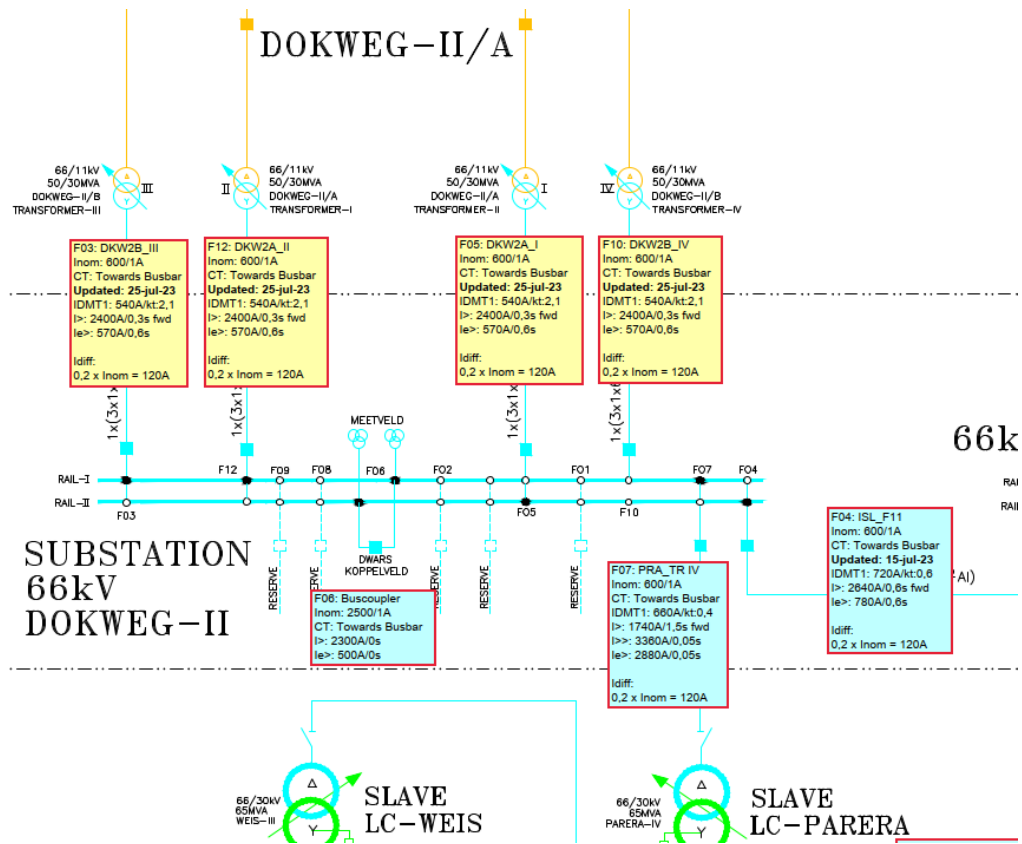 DOKWEG-II/A
66/11kV
50/30MVA
DOKWEG-II/B
TRANSFORMER-III
III
II
66/11kV
50/30MVA
DOKWEG-II/A
TRANSFORMER-I
66/11kV
50/30MVA
DOKWEG-II/A
TRANSFORMER-II
I
IV
66/11kV
50/30MVA
DOKWEG-II/B
TRANSFORMER-IV
F03: DKW2B_III
Inom: 600/1A
CT: Towards Busbar
Updated: 25-jul-23
IDMT1: 540A/kt:2,1
I>: 2400A/0,3s fwd
Ie>: 570A/0,6s
Idiff:
0,2 x Inom = 120A
F12: DKW2A_II
Inom: 600/1A
CT: Towards Busbar
Updated: 25-jul-23
IDMT1: 540A/kt:2,1
I>: 2400A/0,3s fwd
Ie>: 570A/0,6s
Idiff:
0,2 x Inom = 120A
F05: DKW2A_I
Inom: 600/1A
CT: Towards Busbar
Updated: 25-jul-23
IDMT1: 540A/kt:2,1
I>: 2400A/0,3s fwd
Ie>: 570A/0,6s
Idiff:
0,2 x Inom = 120A
F10: DKW2B_IV
Inom: 600/1A
CT: Towards Busbar
Updated: 25-jul-23
IDMT1: 540A/kt:2,1
I>: 2400A/0,3s fwd
Ie>: 570A/0,6s
Idiff:
0,2 x Inom = 120A
1x(3x1x
1x(3x1x
1x(3x1x
1x(3x1x6
MEETVELD
66k
RAIL-I
F12
F09
F08
F06
F02
F01
F07
F04
RAIL-II
F03
F05
F10
RESERVE
RESERVE
RESERVE
RESERVE
DWARS
KOPPELVELD
SUBSTATION
66kV
DOKWEG-II
F06: Buscoupler
Inom: 2500/1A
CT: Towards Busbar
I>: 2300A/0s
Ie>: 500A/0s
F07: PRA_TR IV
Inom: 600/1A
CT: Towards Busbar
IDMT1: 660A/kt:0,4
I>: 1740A/1,5s fwd
I>>: 3360A/0,05s
Ie>: 2880A/0,05s
Idiff:
0,2 x Inom = 120A
F04: ISL_F11
Inom: 600/1A
CT: Towards Busbar
Updated: 15-jul-23
IDMT1: 720A/kt:0,6
I>: 2640A/0,6s fwd
Ie>: 780A/0,6s
Idiff:
0,2 x Inom = 120A
66/30kV
65MVA
WEIS-III
SLAVE
LC-WEIS
66/30kV
65MVA
PARERA-IV
SLAVE
LC-PARERA